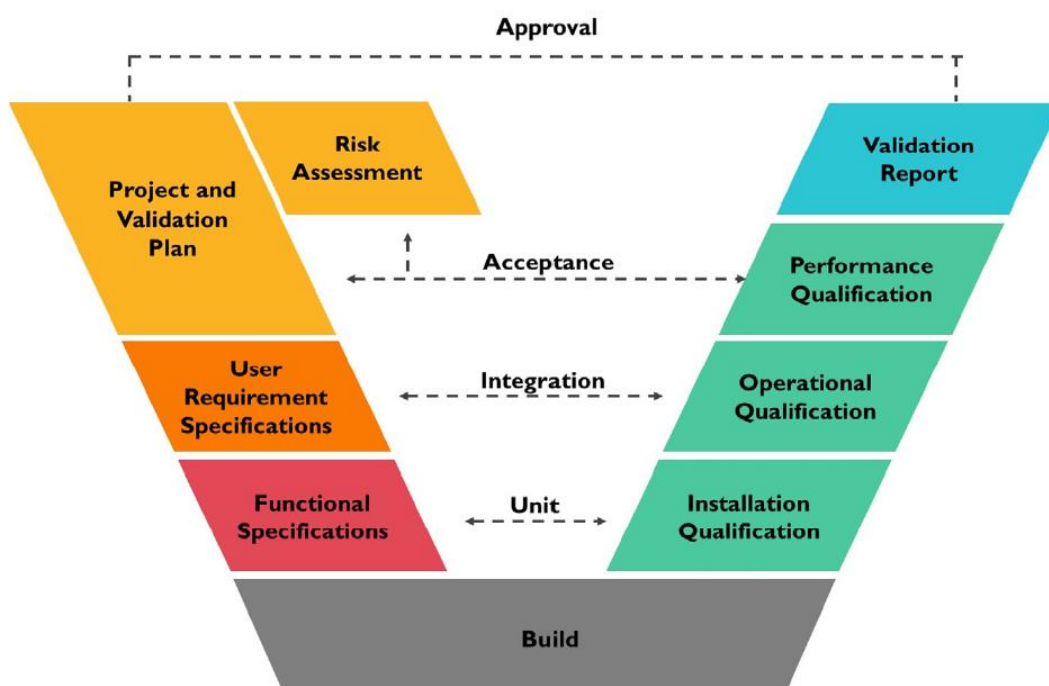 Approval
Project and
Validation
Plan
Risk
Assessment
Validation
Report
Acceptance
Performance
Qualification
User
Requirement
Specifications
Integration
Operational
Qualification
Functional
Specifications
Unit
Installation
Qualification
Build